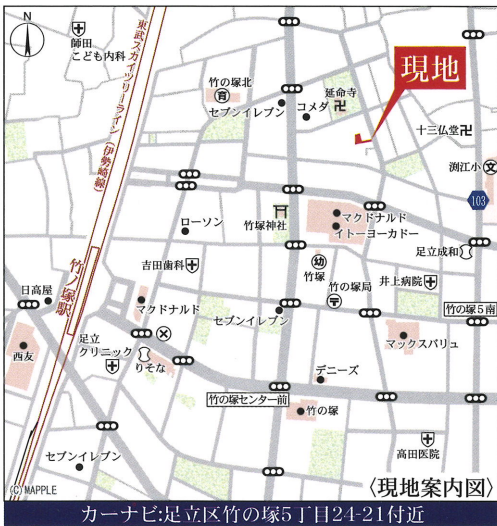 N
師田
こども内科
東武スカイツリーライン(伊勢崎線)
竹の塚北
育
セブンイレブン
コメダ
延命寺
現地
十三仏堂
渕江小
文
103
竹塚神社
マクドナルド
イトーヨーカドー
ローソン
足立成和
吉田歯科
幼
竹塚
井上病院
竹の塚局
日高屋
竹ノ塚駅
マクドナルド
セブンイレブン
竹の塚5南
足立
クリニック
りそな
西友
マックスバリュ
デニーズ
竹の塚センター前
竹の塚
高田医院
セブンイレブン
(C)MAPPLE
〈現地案内図〉
カーナビ:足立区竹の塚5丁目24-21付近